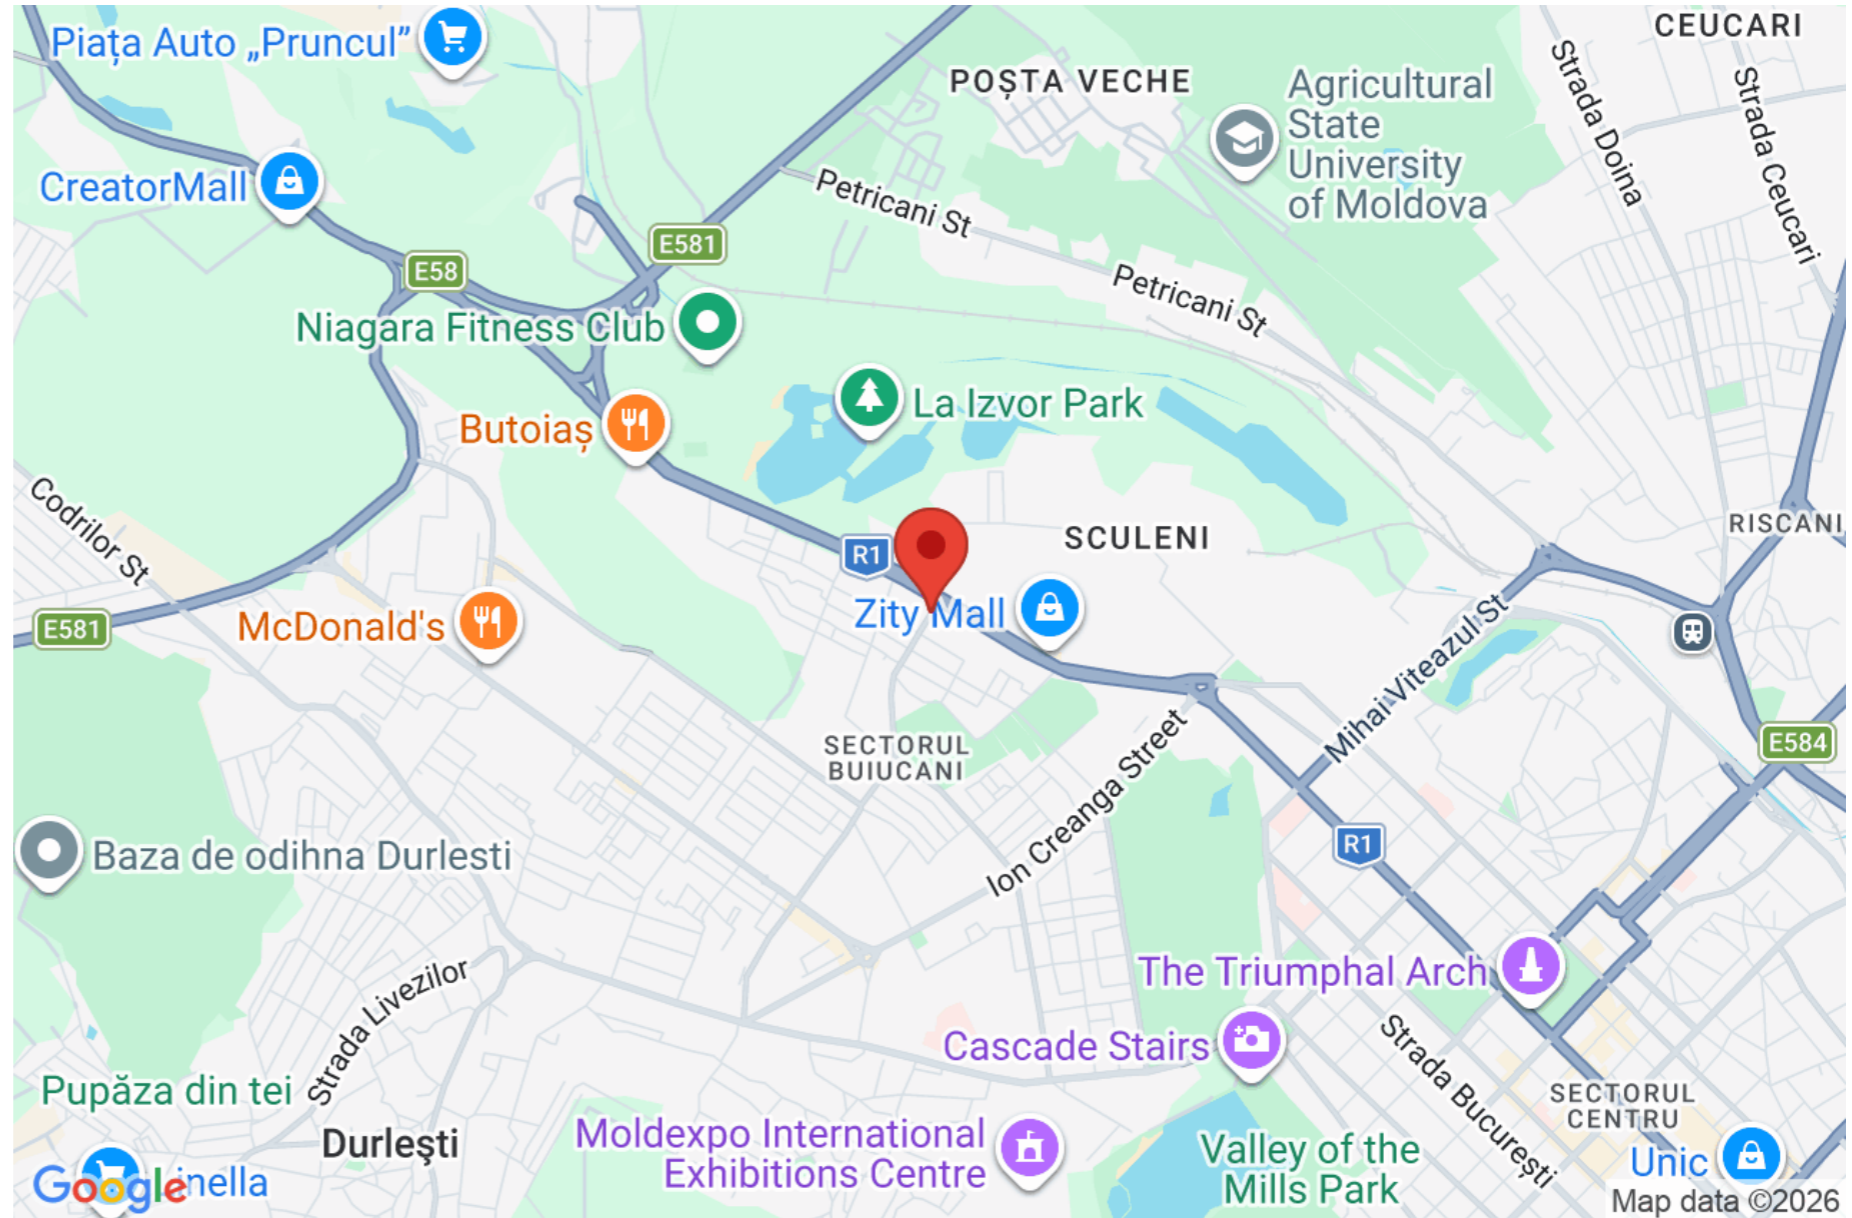 CEUCARI
Piața Auto „Pruncul”
Strada Doina
Strada Ceucari
POȘTA VECHE
Agricultural
State
University
of Moldova
CreatorMall
Petricani St
E581
E58
Petricani St
Niagara Fitness Club
La Izvor Park
Butoiaș
Codrilor St
R1
SCULENI
RISCANI
E581
McDonald's
Zity Mall
Mihai Viteazul St
SECTORUL
BUIUCANI
Ion Creanga Street
E584
R1
Baza de odihna Durlesti
The Triumphal Arch
Strada Livezilor
Cascade Stairs
Strada București
Pupăza din tei
SECTORUL
CENTRU
Durleşti
Moldexpo International
Exhibitions Centre
Valley of the
Mills Park
Unic
Google
nella
Map data ©2026